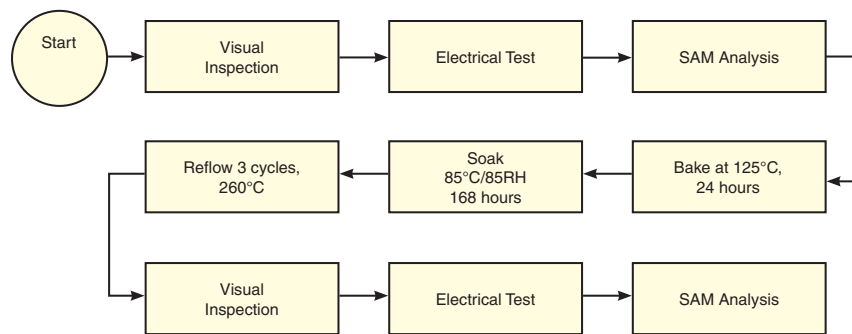 Start
Visual
Inspection
Electrical Test
SAM Analysis
Bake at 125°C,
24 hours
Soak
85°C/85RH
168 hours
Reflow 3 cycles,
260°C
Visual
Inspection
Electrical Test
SAM Analysis